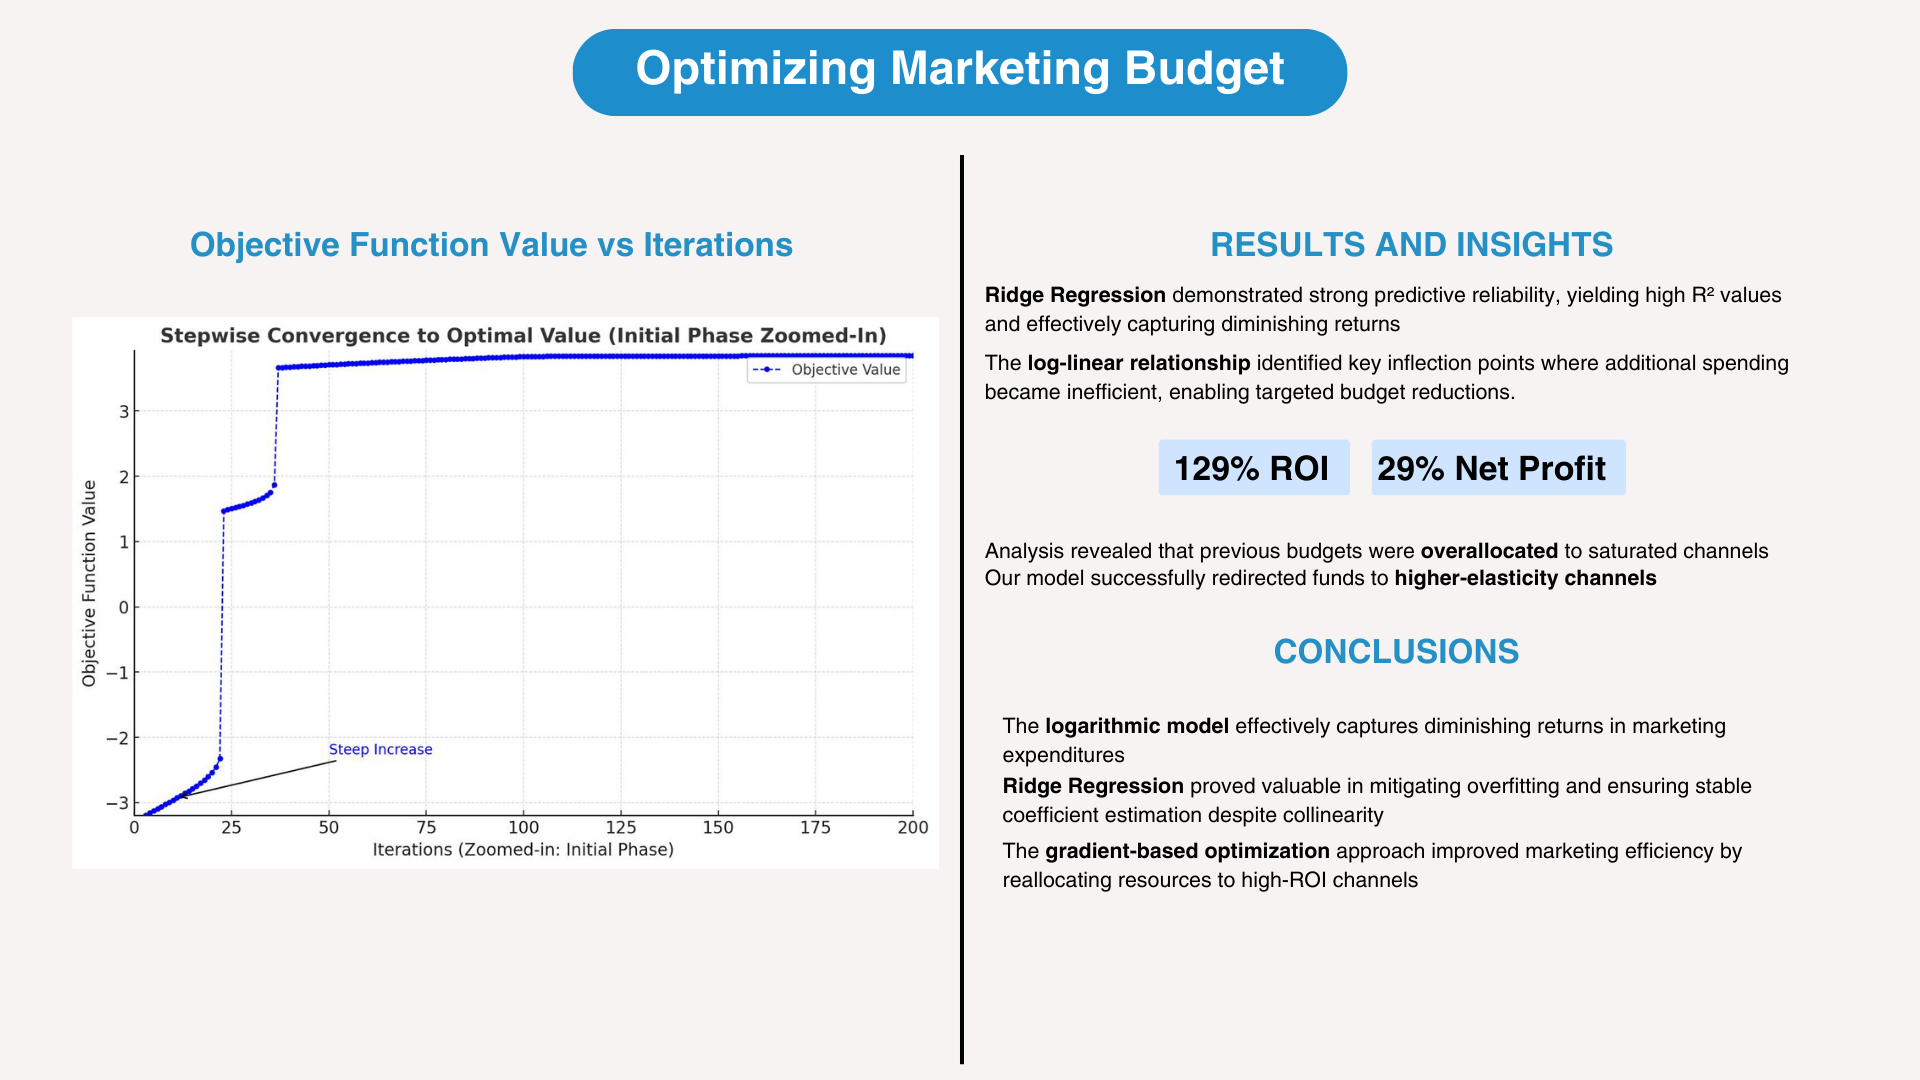 Optimizing Marketing Budget
Objective Function Value vs Iterations
Stepwise Convergence to Optimal Value (Initial Phase Zoomed-In)
Objective Value
Objective Function Value
3
2
1
0
−1
−2
−3
Steep Increase
0 25 50 75 100 125 150 175 200
Iterations (Zoomed-in: Initial Phase)
RESULTS AND INSIGHTS
Ridge Regression demonstrated strong predictive reliability, yielding high R² values
and effectively capturing diminishing returns
The log-linear relationship identified key inflection points where additional spending
became inefficient, enabling targeted budget reductions.
129% ROI
29% Net Profit
Analysis revealed that previous budgets were overallocated to saturated channels
Our model successfully redirected funds to higher-elasticity channels
CONCLUSIONS
The logarithmic model effectively captures diminishing returns in marketing
expenditures
Ridge Regression proved valuable in mitigating overfitting and ensuring stable
coefficient estimation despite collinearity
The gradient-based optimization approach improved marketing efficiency by
reallocating resources to high-ROI channels